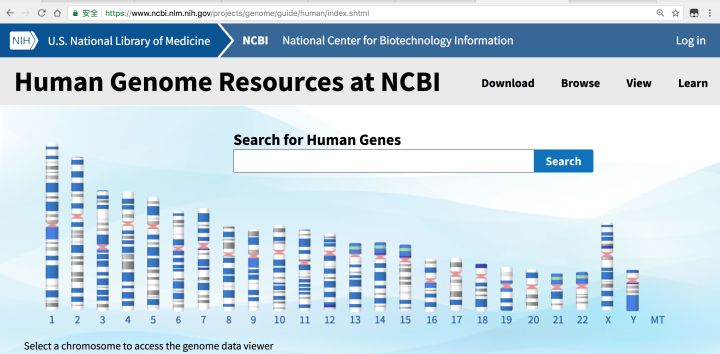 安全 https://www.ncbi.nlm.nih.gov/projects/genome/guide/human/index.shtml
NIH U.S. National Library of Medicine NCBI National Center for Biotechnology Information Log in
Human Genome Resources at NCBI Download Browse View Learn
Search for Human Genes
Search
1 2 3 4 5 6 7 8 9 10 11 12 13 14 15 16 17 18 19 20 21 22 X Y MT
Select a chromosome to access the genome data viewer